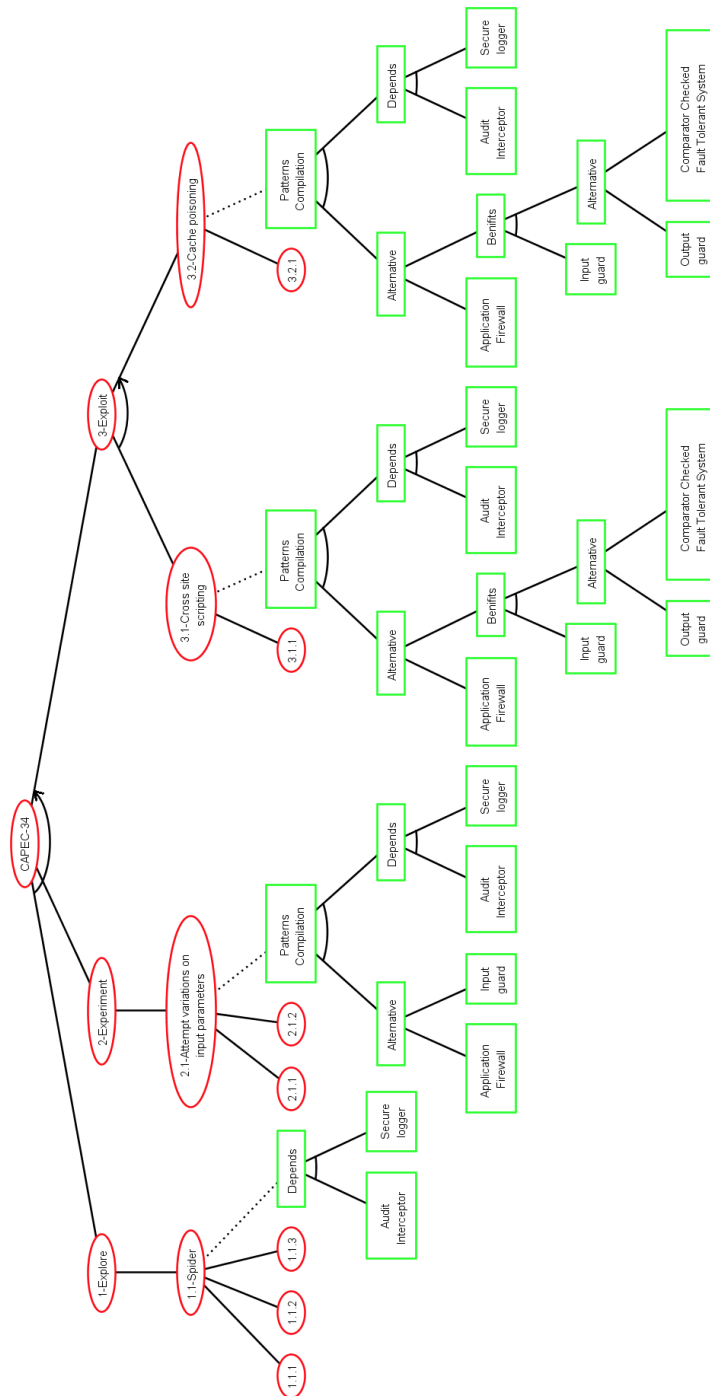 CAPEC-34
1-Explore
2-Experiment
3-Exploit
1.1-Spider
2.1-Attempt variations on
input parameters
3.1-Cross site
scripting
3.2-Cache poisoning
1.1.1
1.1.2
1.1.3
Depends
2.1.1
2.1.2
Patterns
Compilation
3.1.1
Patterns
Compilation
3.2.1
Patterns
Compilation
Audit
Interceptor
Secure
logger
Alternative
Depends
Alternative
Depends
Alternative
Depends
Application
Firewall
Input
guard
Audit
Interceptor
Secure
logger
Application
Firewall
Benifits
Audit
Interceptor
Secure
logger
Application
Firewall
Benifits
Audit
Interceptor
Secure
logger
Input
guard
Alternative
Input
guard
Alternative
Output
guard
Comparator Checked
Fault Tolerant System
Output
guard
Comparator Checked
Fault Tolerant System